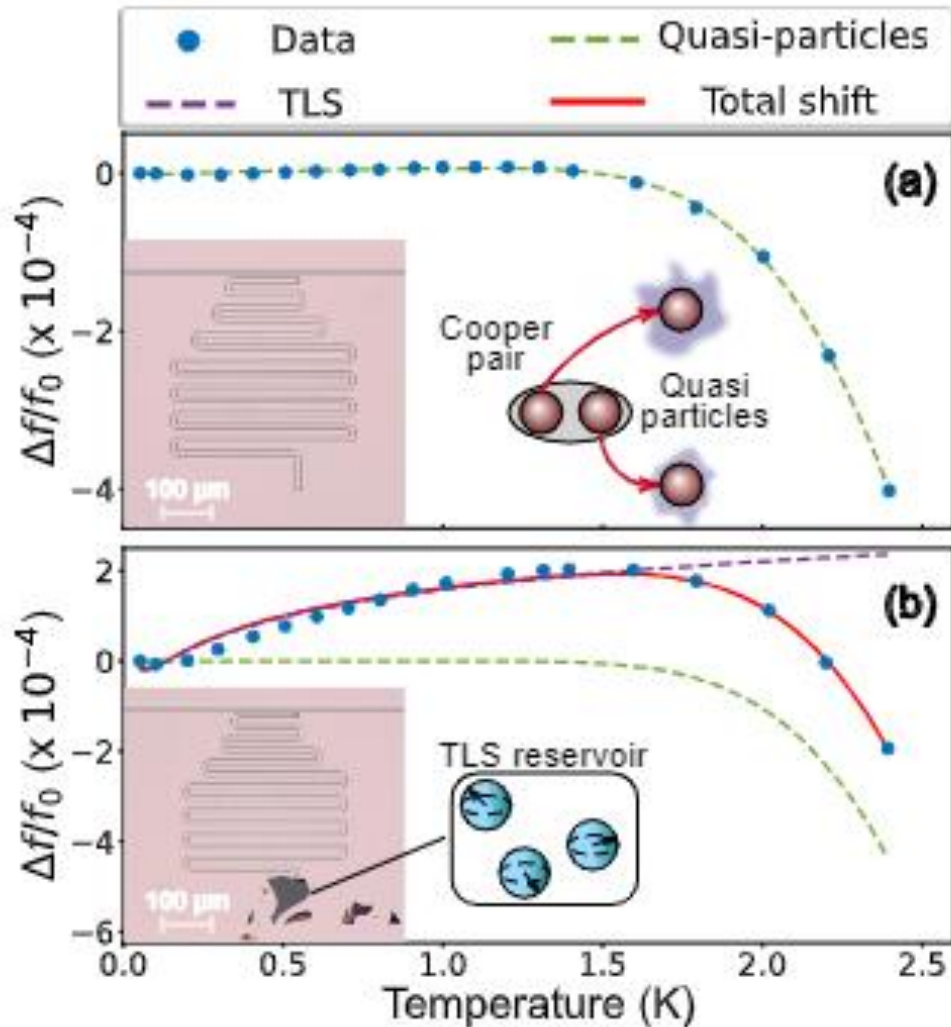 Data
Quasi-particles
TLS
Total shift
(a)
Δf/f₀ (x 10⁻⁴)
0
−2
−4
Cooper
pair
Quasi
particles
100 μm
(b)
Δf/f₀ (x 10⁻⁴)
2
0
−2
−4
−6
TLS reservoir
100 μm
0.0 0.5 1.0 1.5 2.0 2.5
Temperature (K)